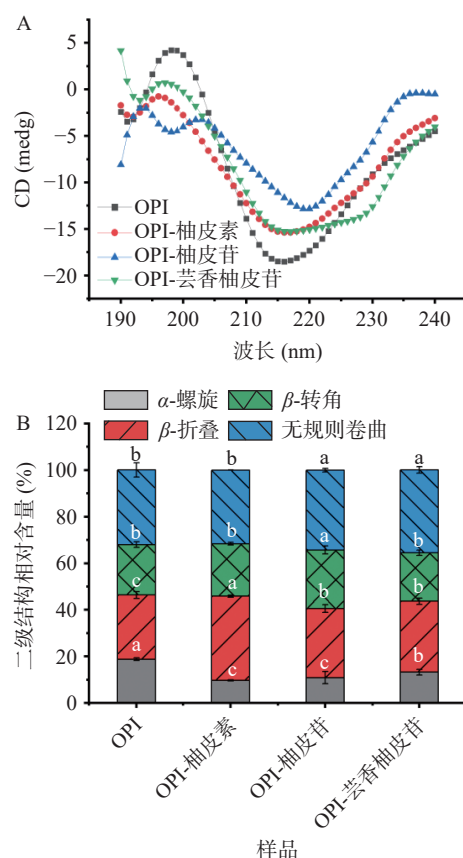 A
5
0
−5
−10
−15
−20
CD (medg)
OPI
OPI-柚皮素
OPI-柚皮苷
OPI-芸香柚皮苷
190 200 210 220 230 240
波长 (nm)
B
α-螺旋 β-转角
β-折叠 无规则卷曲
120
100
80
60
40
20
0
二级结构相对含量 (%)
b b a a
b b a b
c a b b
a c c b
OPI
OPI-柚皮素
OPI-柚皮苷
OPI-芸香柚皮苷
样品